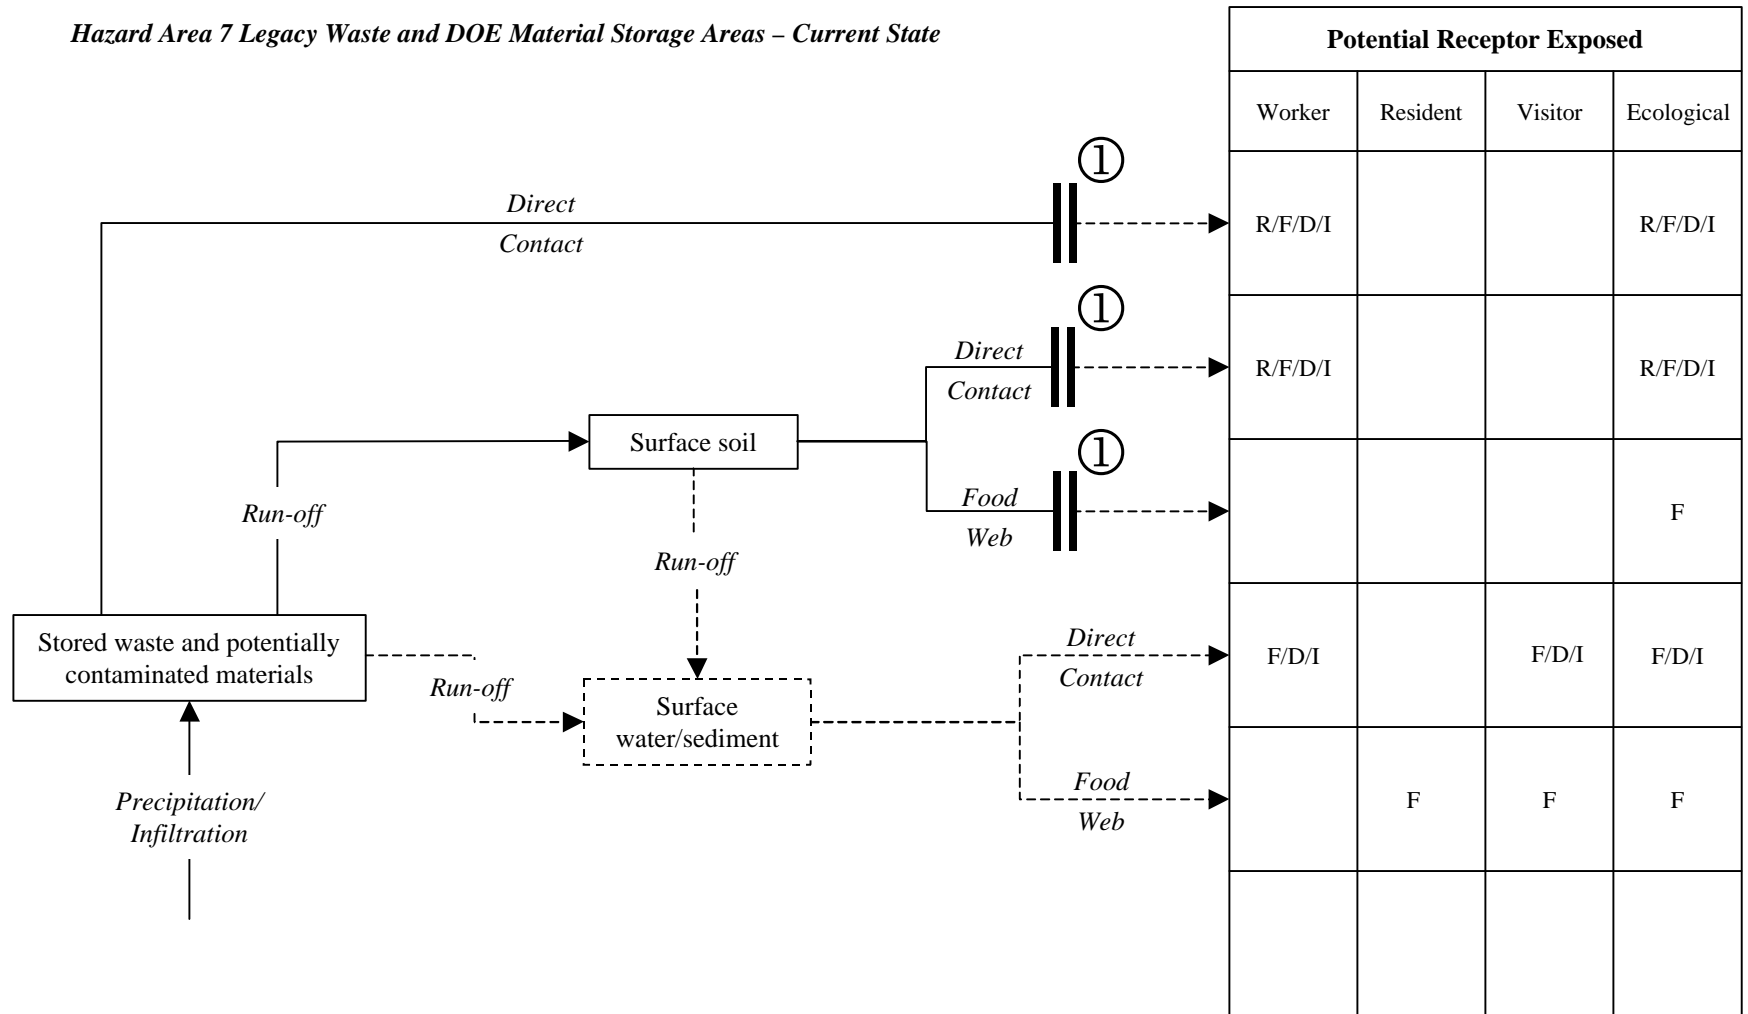 Hazard Area 7 Legacy Waste and DOE Material Storage Areas – Current State
Potential Receptor Exposed
Worker Resident Visitor Ecological
①
Direct
Contact
R/F/D/I R/F/D/I
①
Direct
Contact
R/F/D/I R/F/D/I
Surface soil
①
Food
Web
F
Run-off
Run-off
Stored waste and potentially
contaminated materials
Run-off
Surface
water/sediment
Direct
Contact
F/D/I F/D/I F/D/I
Food
Web
F F F
Precipitation/
Infiltration